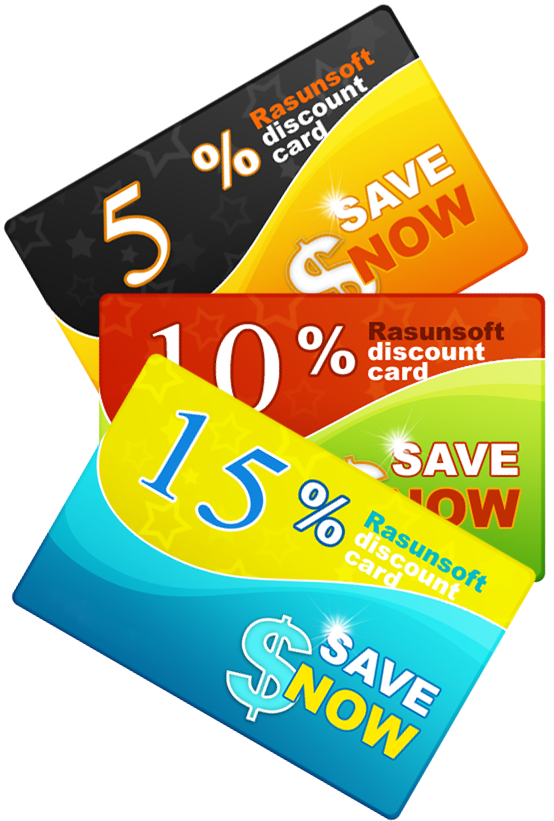 5 %
Rasunsoft
discount
card
SAVE
$NOW
10 %
Rasunsoft
discount
card
SAVE
NOW
15 %
Rasunsoft
discount
card
SAVE
$NOW